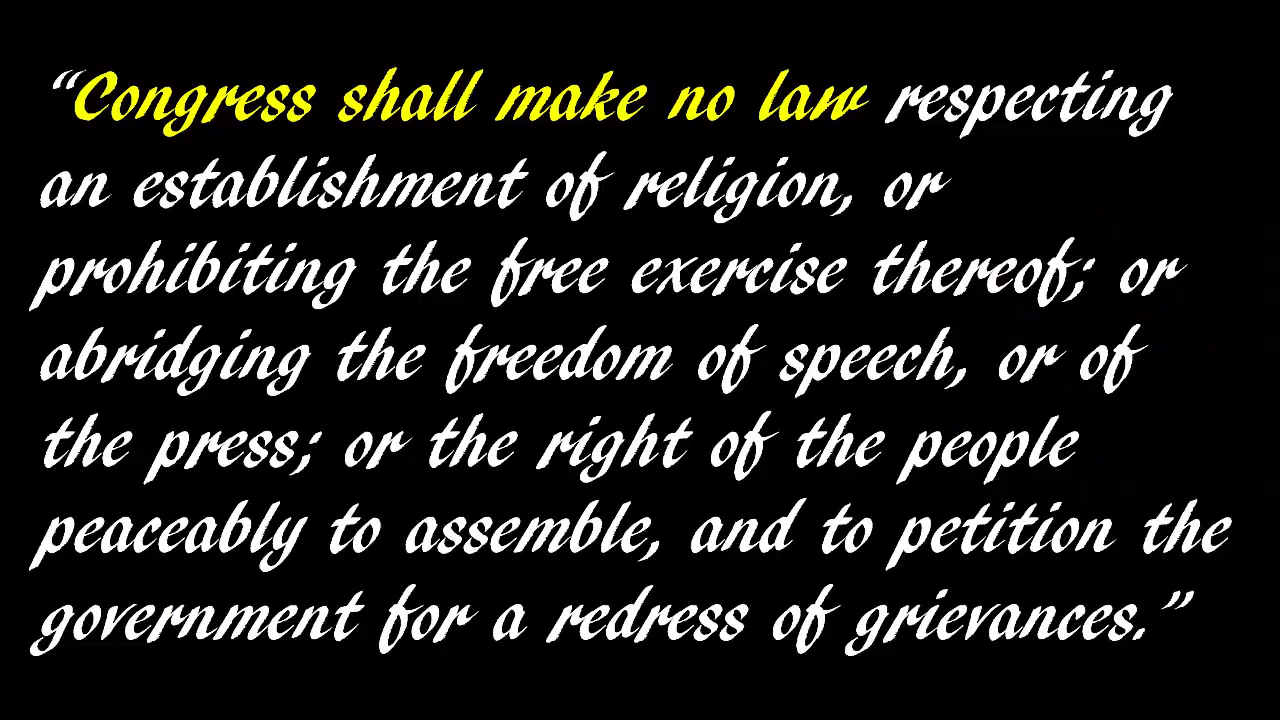 “Congress shall make no law respecting
an establishment of religion, or
prohibiting the free exercise thereof; or
abridging the freedom of speech, or of
the press; or the right of the people
peaceably to assemble, and to petition the
government for a redress of grievances.”